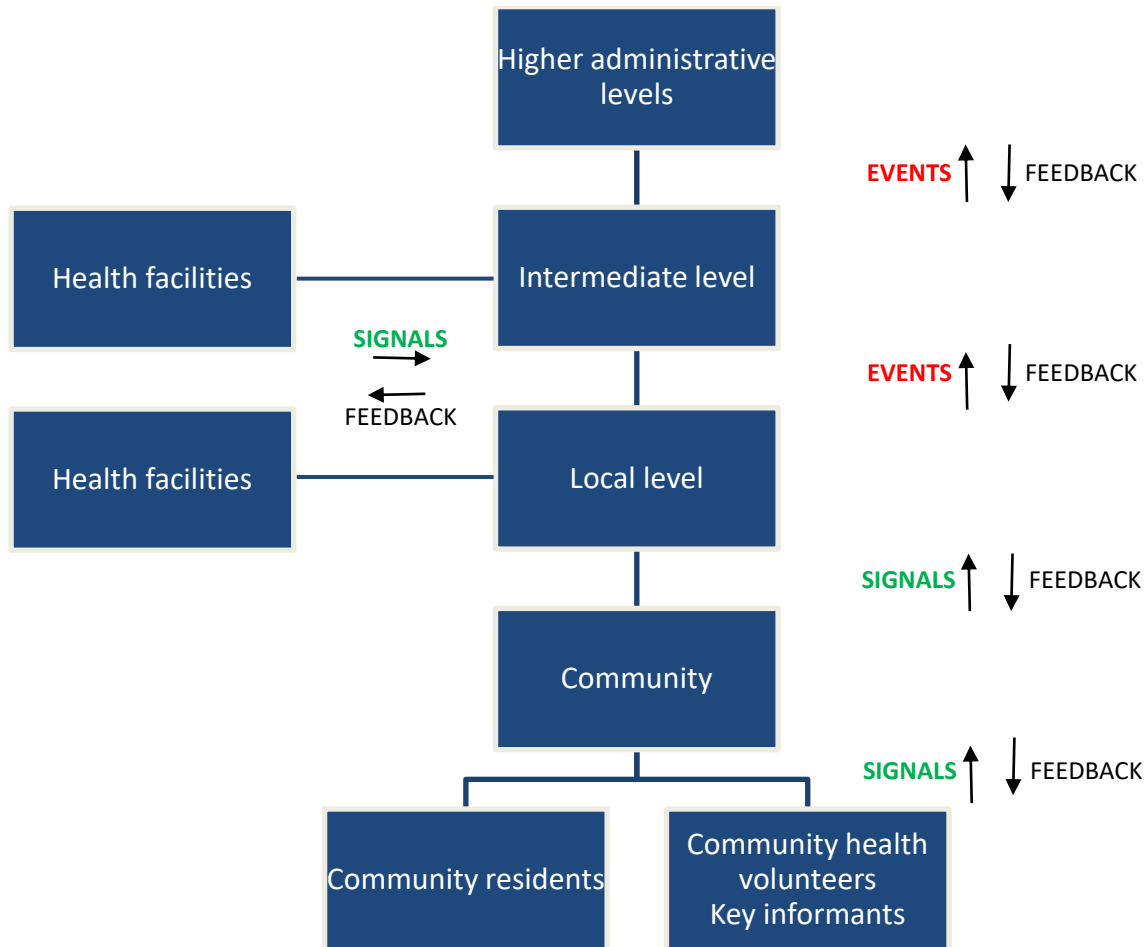 Higher administrative
levels
EVENTS
FEEDBACK
Health facilities
Intermediate level
SIGNALS
FEEDBACK
EVENTS
FEEDBACK
Health facilities
Local level
SIGNALS
FEEDBACK
Community
SIGNALS
FEEDBACK
Community residents
Community health
volunteers
Key informants